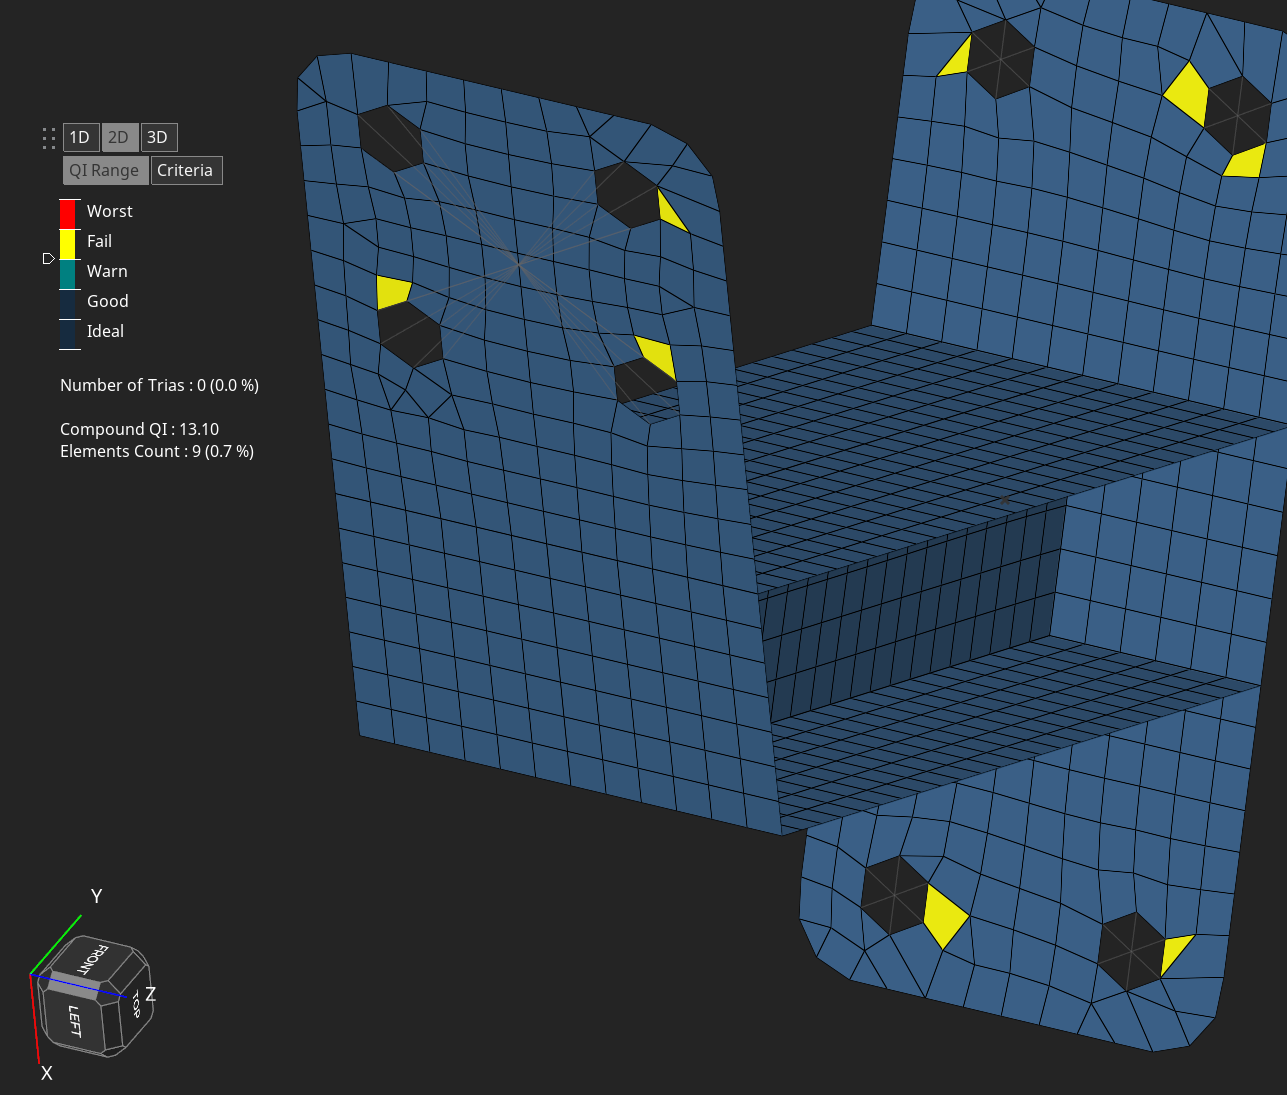 1D 2D 3D
QI Range Criteria
Worst
Fail
Warn
Good
Ideal
Number of Trias : 0 (0.0 %)
Compound QI : 13.10
Elements Count : 9 (0.7 %)
Y
FRONT
Z
TOP
LEFT
X